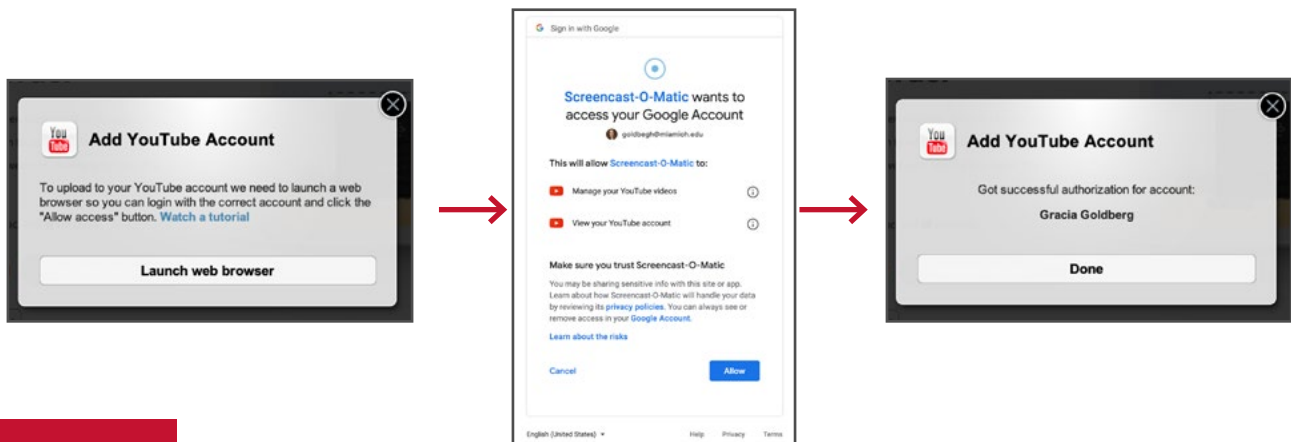 You
Tube
Add YouTube Account
To upload to your YouTube account we need to launch a web
browser so you can login with the correct account and click the
"Allow access" button. Watch a tutorial
Launch web browser
G Sign in with Google
Screencast-O-Matic wants to
access your Google Account
goldbegh@miamioh.edu
This will allow Screencast-O-Matic to:
Manage your YouTube videos
View your YouTube account
Make sure you trust Screencast-O-Matic
You may be sharing sensitive info with this site or app.
Learn about how Screencast-O-Matic will handle your data
by reviewing its privacy policies. You can always see or
remove access in your Google Account.
Learn about the risks
Cancel Allow
English (United States) Help Privacy Terms
You
Tube
Add YouTube Account
Got successful authorization for account:
Gracia Goldberg
Done